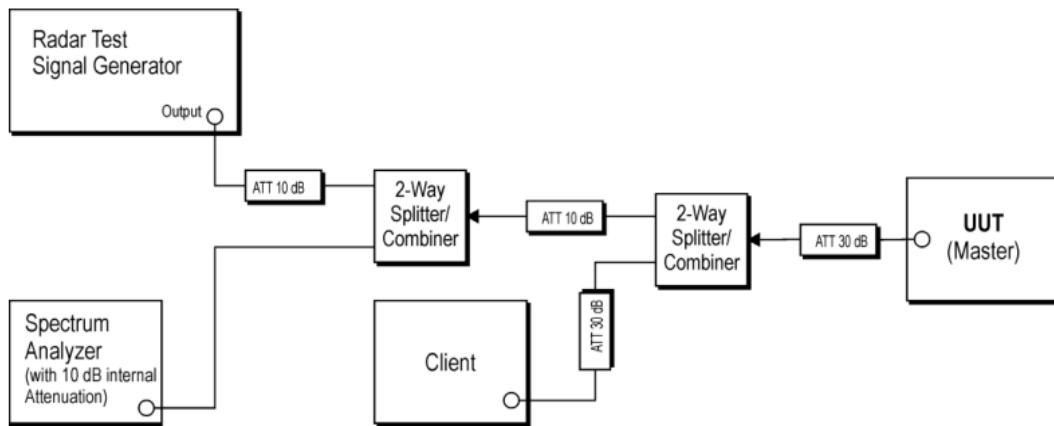 Radar Test
Signal Generator
Output
ATT 10 dB
2-Way
Splitter/
Combiner
ATT 10 dB
2-Way
Splitter/
Combiner
ATT 30 dB
UUT
(Master)
Spectrum
Analyzer
(with 10 dB internal
Attenuation)
Client
ATT 30 dB